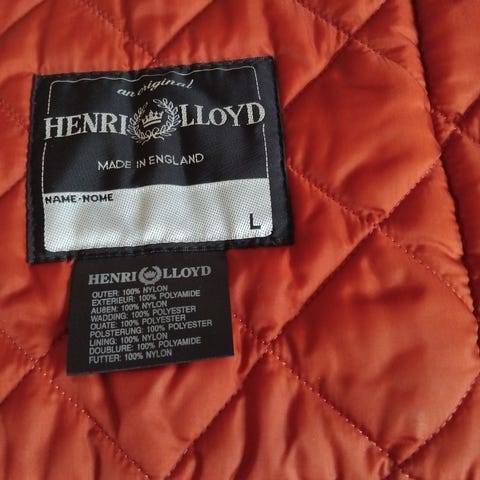 an original
HENRI LLOYD
MADE IN ENGLAND
NAME-NOME
L
HENRI LLOYD
OUTER: 100% NYLON
EXTERIEUR: 100% POLYAMIDE
AUßEN: 100% NYLON
WADDING: 100% POLYESTER
OUATE: 100% POLYESTER
POLSTERUNG: 100% POLYESTER
LINING: 100% NYLON
DOUBLURE: 100% POLYAMIDE
FUTTER: 100% NYLON